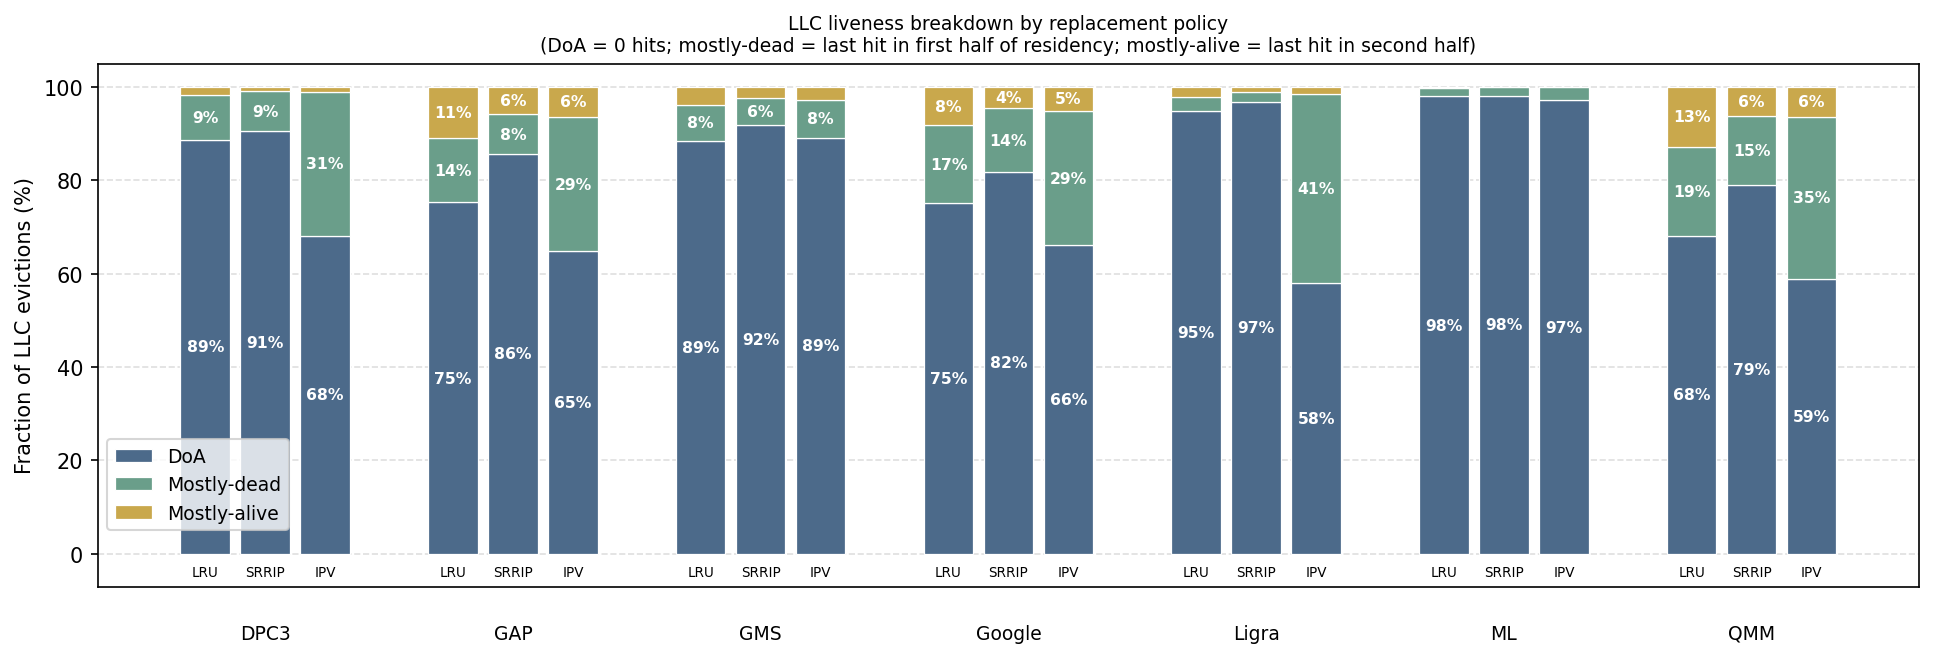 LLC liveness breakdown by replacement policy
(DoA = 0 hits; mostly-dead = last hit in first half of residency; mostly-alive = last hit in second half)
Fraction of LLC evictions (%)
100
80
60
40
20
0
9% 9% 31% 11% 14% 6% 8% 6% 29% 8% 6% 8% 8% 17% 4% 14% 5% 29% 41% 13% 19% 6% 15% 6% 35%
89% 91% 68% 75% 86% 65% 89% 92% 89% 75% 82% 66% 95% 97% 58% 98% 98% 97% 68% 79% 59%
DoA
Mostly-dead
Mostly-alive
LRU SRRIP IPV LRU SRRIP IPV LRU SRRIP IPV LRU SRRIP IPV LRU SRRIP IPV LRU SRRIP IPV LRU SRRIP IPV
DPC3 GAP GMS Google Ligra ML QMM